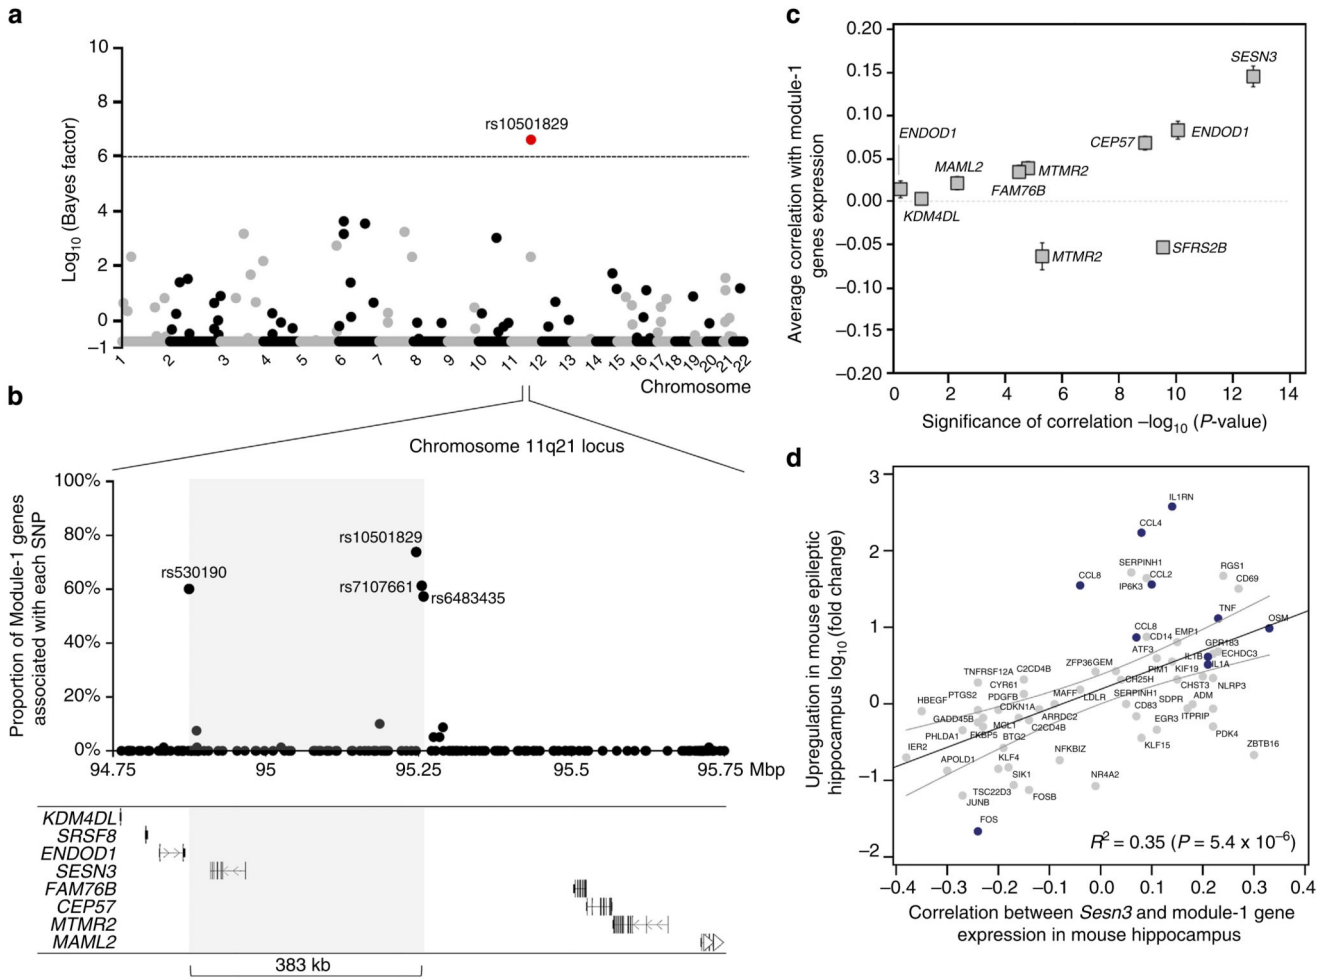 a
Log10 (Bayes factor)
10
8
6
4
2
0
–1
rs10501829
1 2 3 4 5 6 7 8 9 10 11 12 13 14 15 16 17 18 19 20 21 22
Chromosome
b
Chromosome 11q21 locus
Proportion of Module-1 genes
associated with each SNP
100%
80%
60%
40%
20%
0%
rs530190
rs10501829
rs7107661
rs6483435
94.75 95 95.25 95.5 95.75 Mbp
KDM4DL
SRSF8
ENDOD1
SESN3
FAM76B
CEP57
MTMR2
MAML2
383 kb
c
Average correlation with module-1
genes expression
0.20
0.15
0.10
0.05
0.00
–0.05
–0.10
–0.15
–0.20
SESN3
ENDOD1
CEP57
ENDOD1
MAML2
MTMR2
FAM76B
KDM4DL
MTMR2
SFRS2B
0 2 4 6 8 10 12 14
Significance of correlation –log10 (P-value)
d
Upregulation in mouse epileptic
hippocampus log10 (fold change)
3
2
1
0
–1
–2
IL1RN
CCL4
SERPINH1
RGS1
CCL8
IP6K3
CCL2
CD69
TNF
OSM
CCL8
CD14
EMP1
ATF3
GPR183
ZFP36
GEM
IL1B
ECHDC3
TNFRSF12A
C2CD4B
PIM1
KIF19
IL1A
CYR61
CH25H
CHST3
NLRP3
HBEGF
PTGS2
PDGFB
MAFF
LDLR
SERPINH1
SDPR
ADM
CDKN1A
CD83
GADD45B
MCL1
ARRDC2
EGR3
ITPRIP
PHLDA1
FKBP5
C2CD4B
PDK4
IER2
BTG2
NFKBIZ
KLF15
ZBTB16
APOLD1
KLF4
SIK1
NR4A2
TSC22D3
JUNB
FOSB
FOS
R2 = 0.35 (P = 5.4 x 10–6)
–0.4 –0.3 –0.2 –0.1 0.0 0.1 0.2 0.3 0.4
Correlation between Sesn3 and module-1 gene
expression in mouse hippocampus